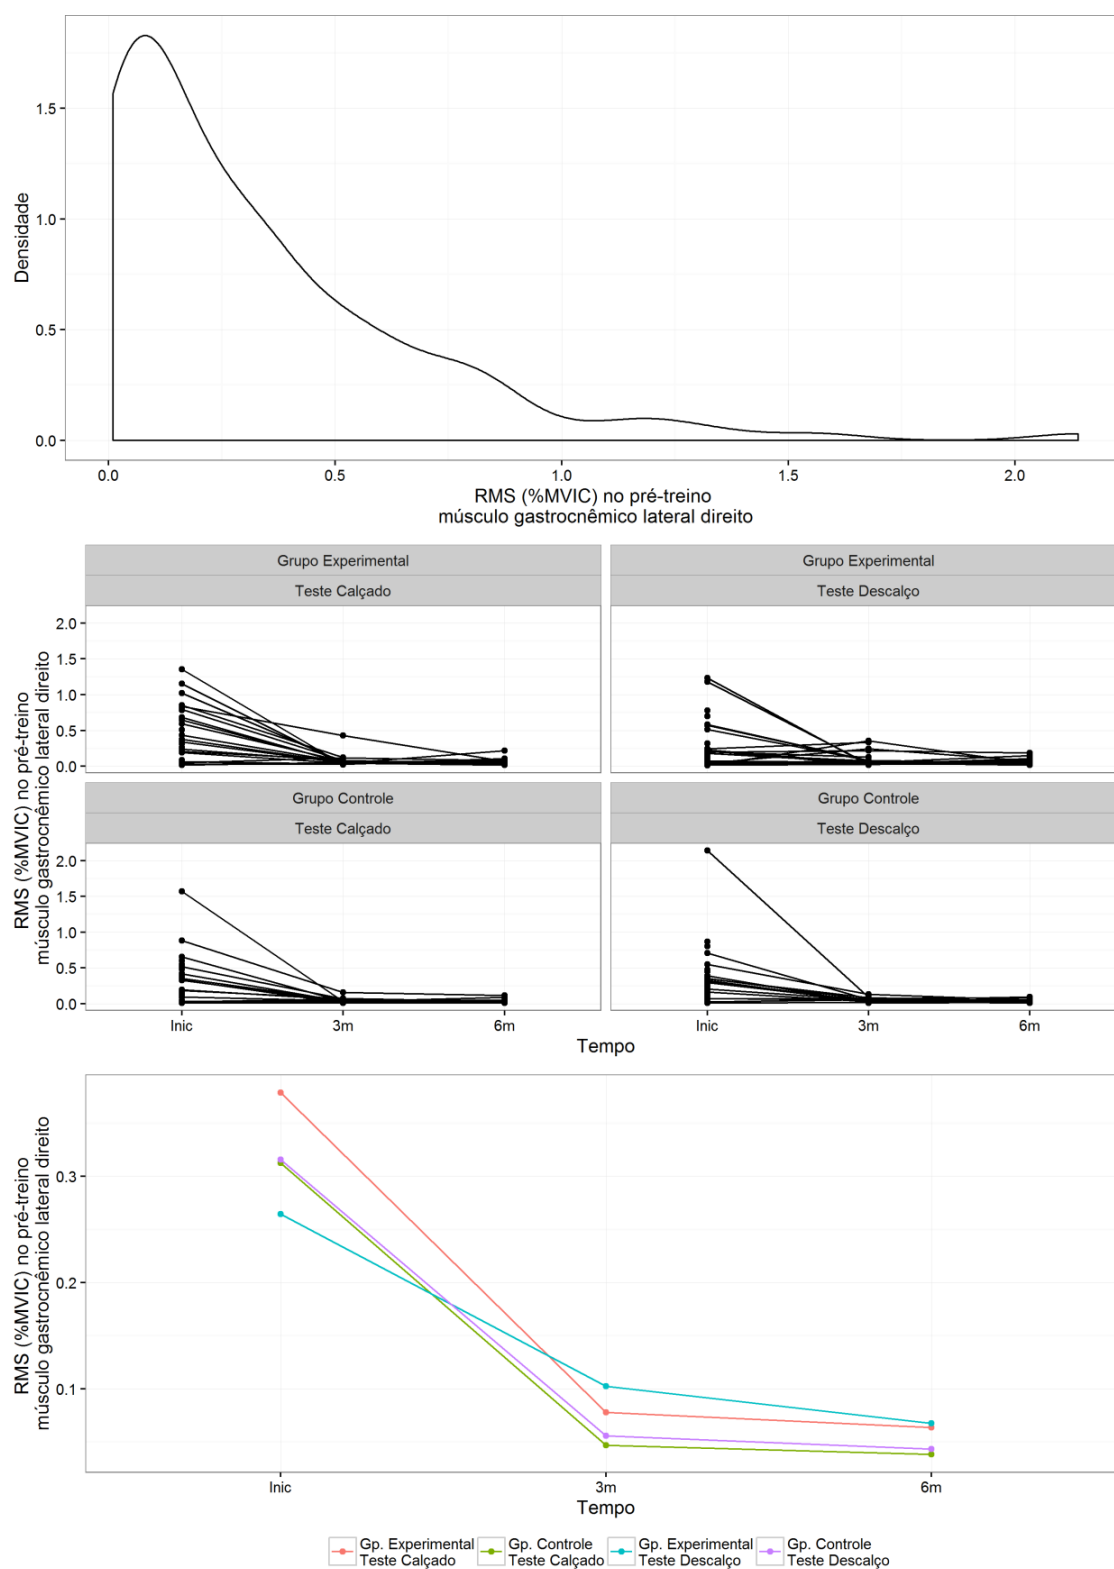 1.5
1.0
0.5
0.0
Densidade
0.0
0.5
1.0
1.5
2.0
RMS (%MVIC) no pré-treino
músculo gastrocnêmico lateral direito
Grupo Experimental
Teste Calçado
Grupo Experimental
Teste Descalço
2.0
1.5
1.0
0.5
0.0
Grupo Controle
Teste Calçado
Grupo Controle
Teste Descalço
2.0
1.5
1.0
0.5
0.0
RMS (%MVIC) no pré-treino
músculo gastrocnêmico lateral direito
Inic
3m
6m
Inic
3m
6m
Tempo
0.3
0.2
0.1
RMS (%MVIC) no pré-treino
músculo gastrocnêmico lateral direito
Inic
3m
6m
Tempo
Gp. Experimental
Teste Calçado
Gp. Controle
Teste Calçado
Gp. Experimental
Teste Descalço
Gp. Controle
Teste Descalço